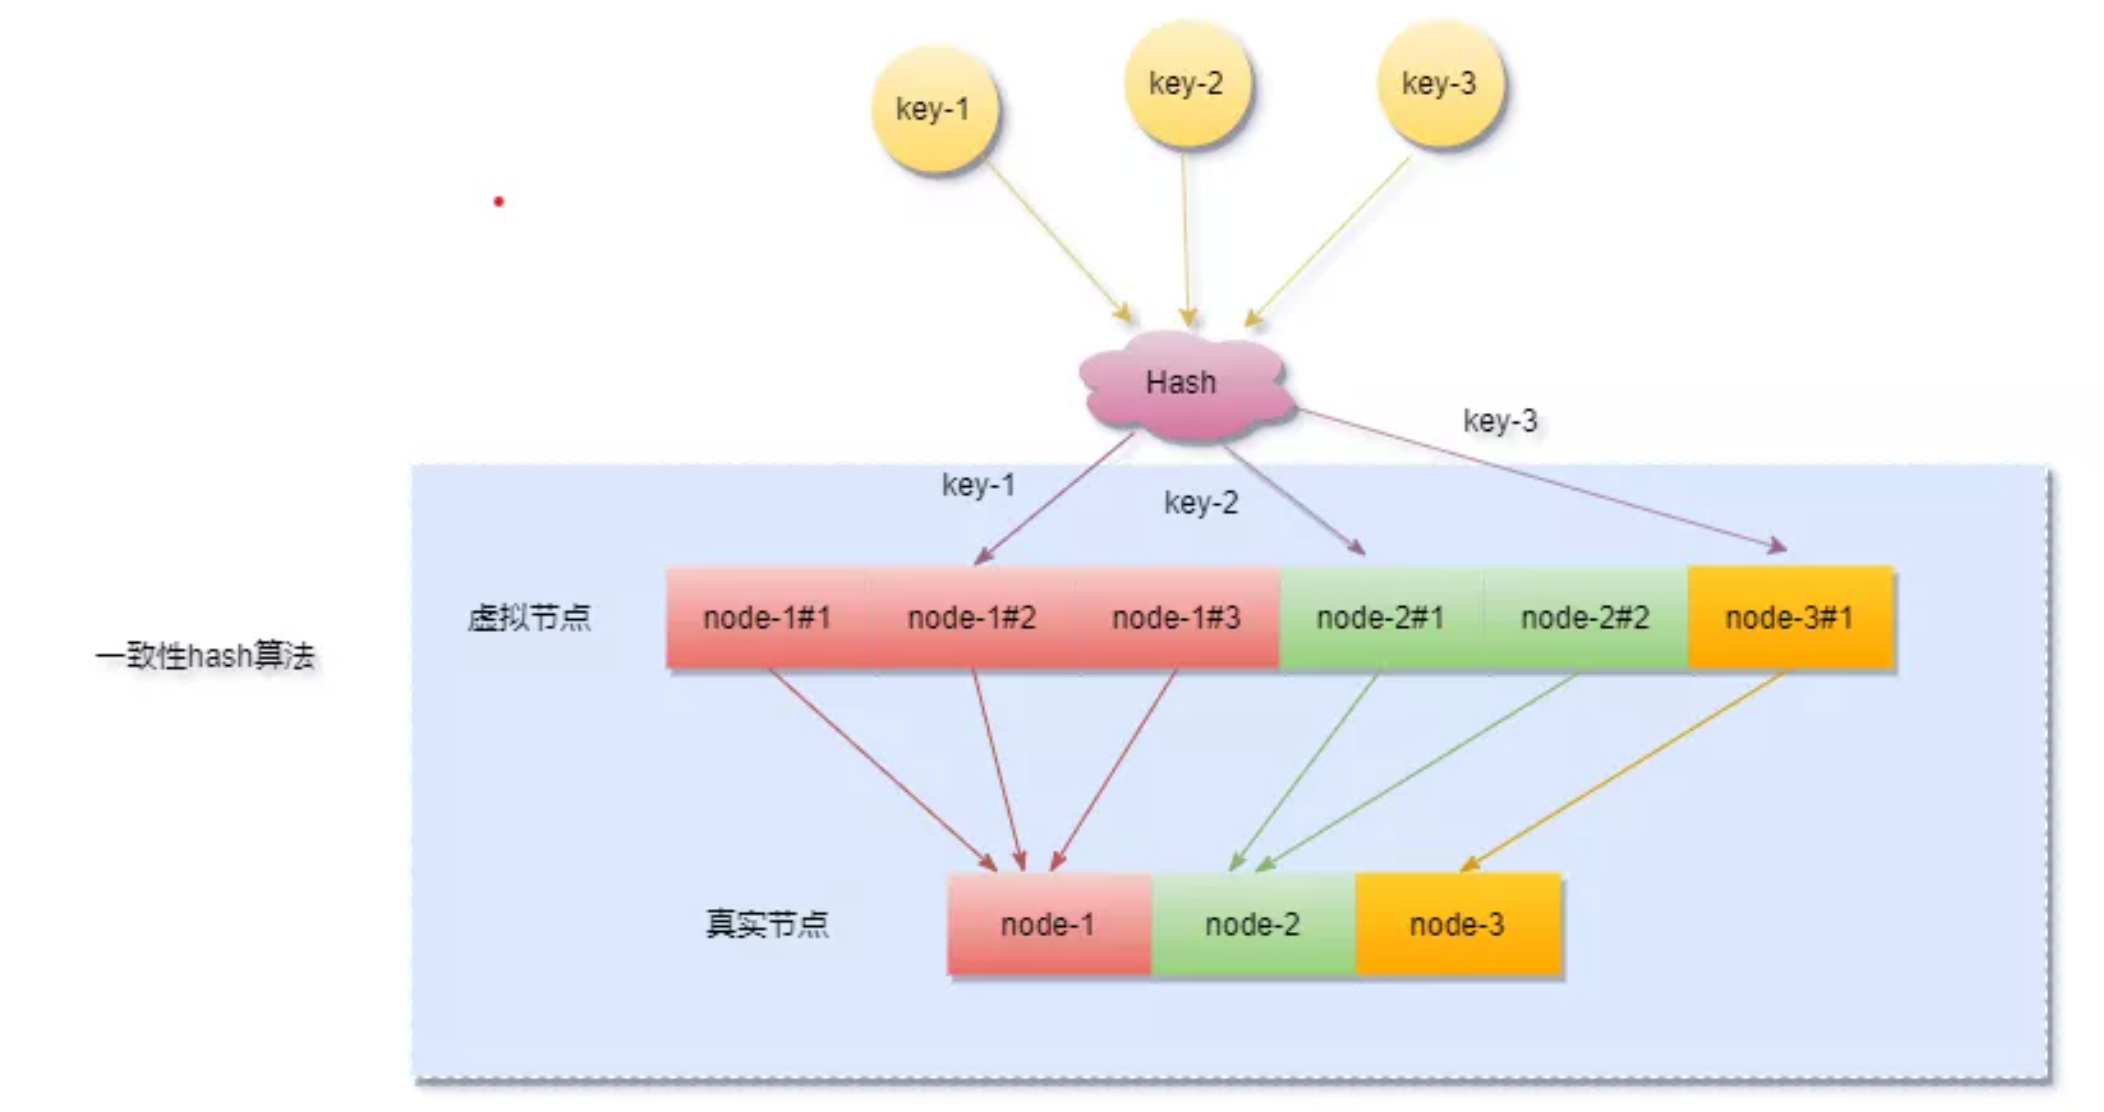 key-1
key-2
key-3
Hash
key-3
key-1
key-2
虚拟节点
node-1#1
node-1#2
node-1#3
node-2#1
node-2#2
node-3#1
一致性hash算法
真实节点
node-1
node-2
node-3